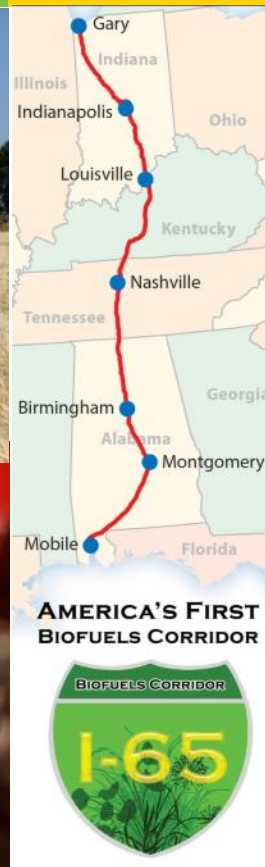 Gary
Illinois
Indiana
Indianapolis
Ohio
Louisville
Kentucky
Nashville
Tennessee
Birmingham
Alabama
Georgia
Montgomery
Mobile
Florida
AMERICA'S FIRST
BIOFUELS CORRIDOR
BIOFUELS CORRIDOR
I-65